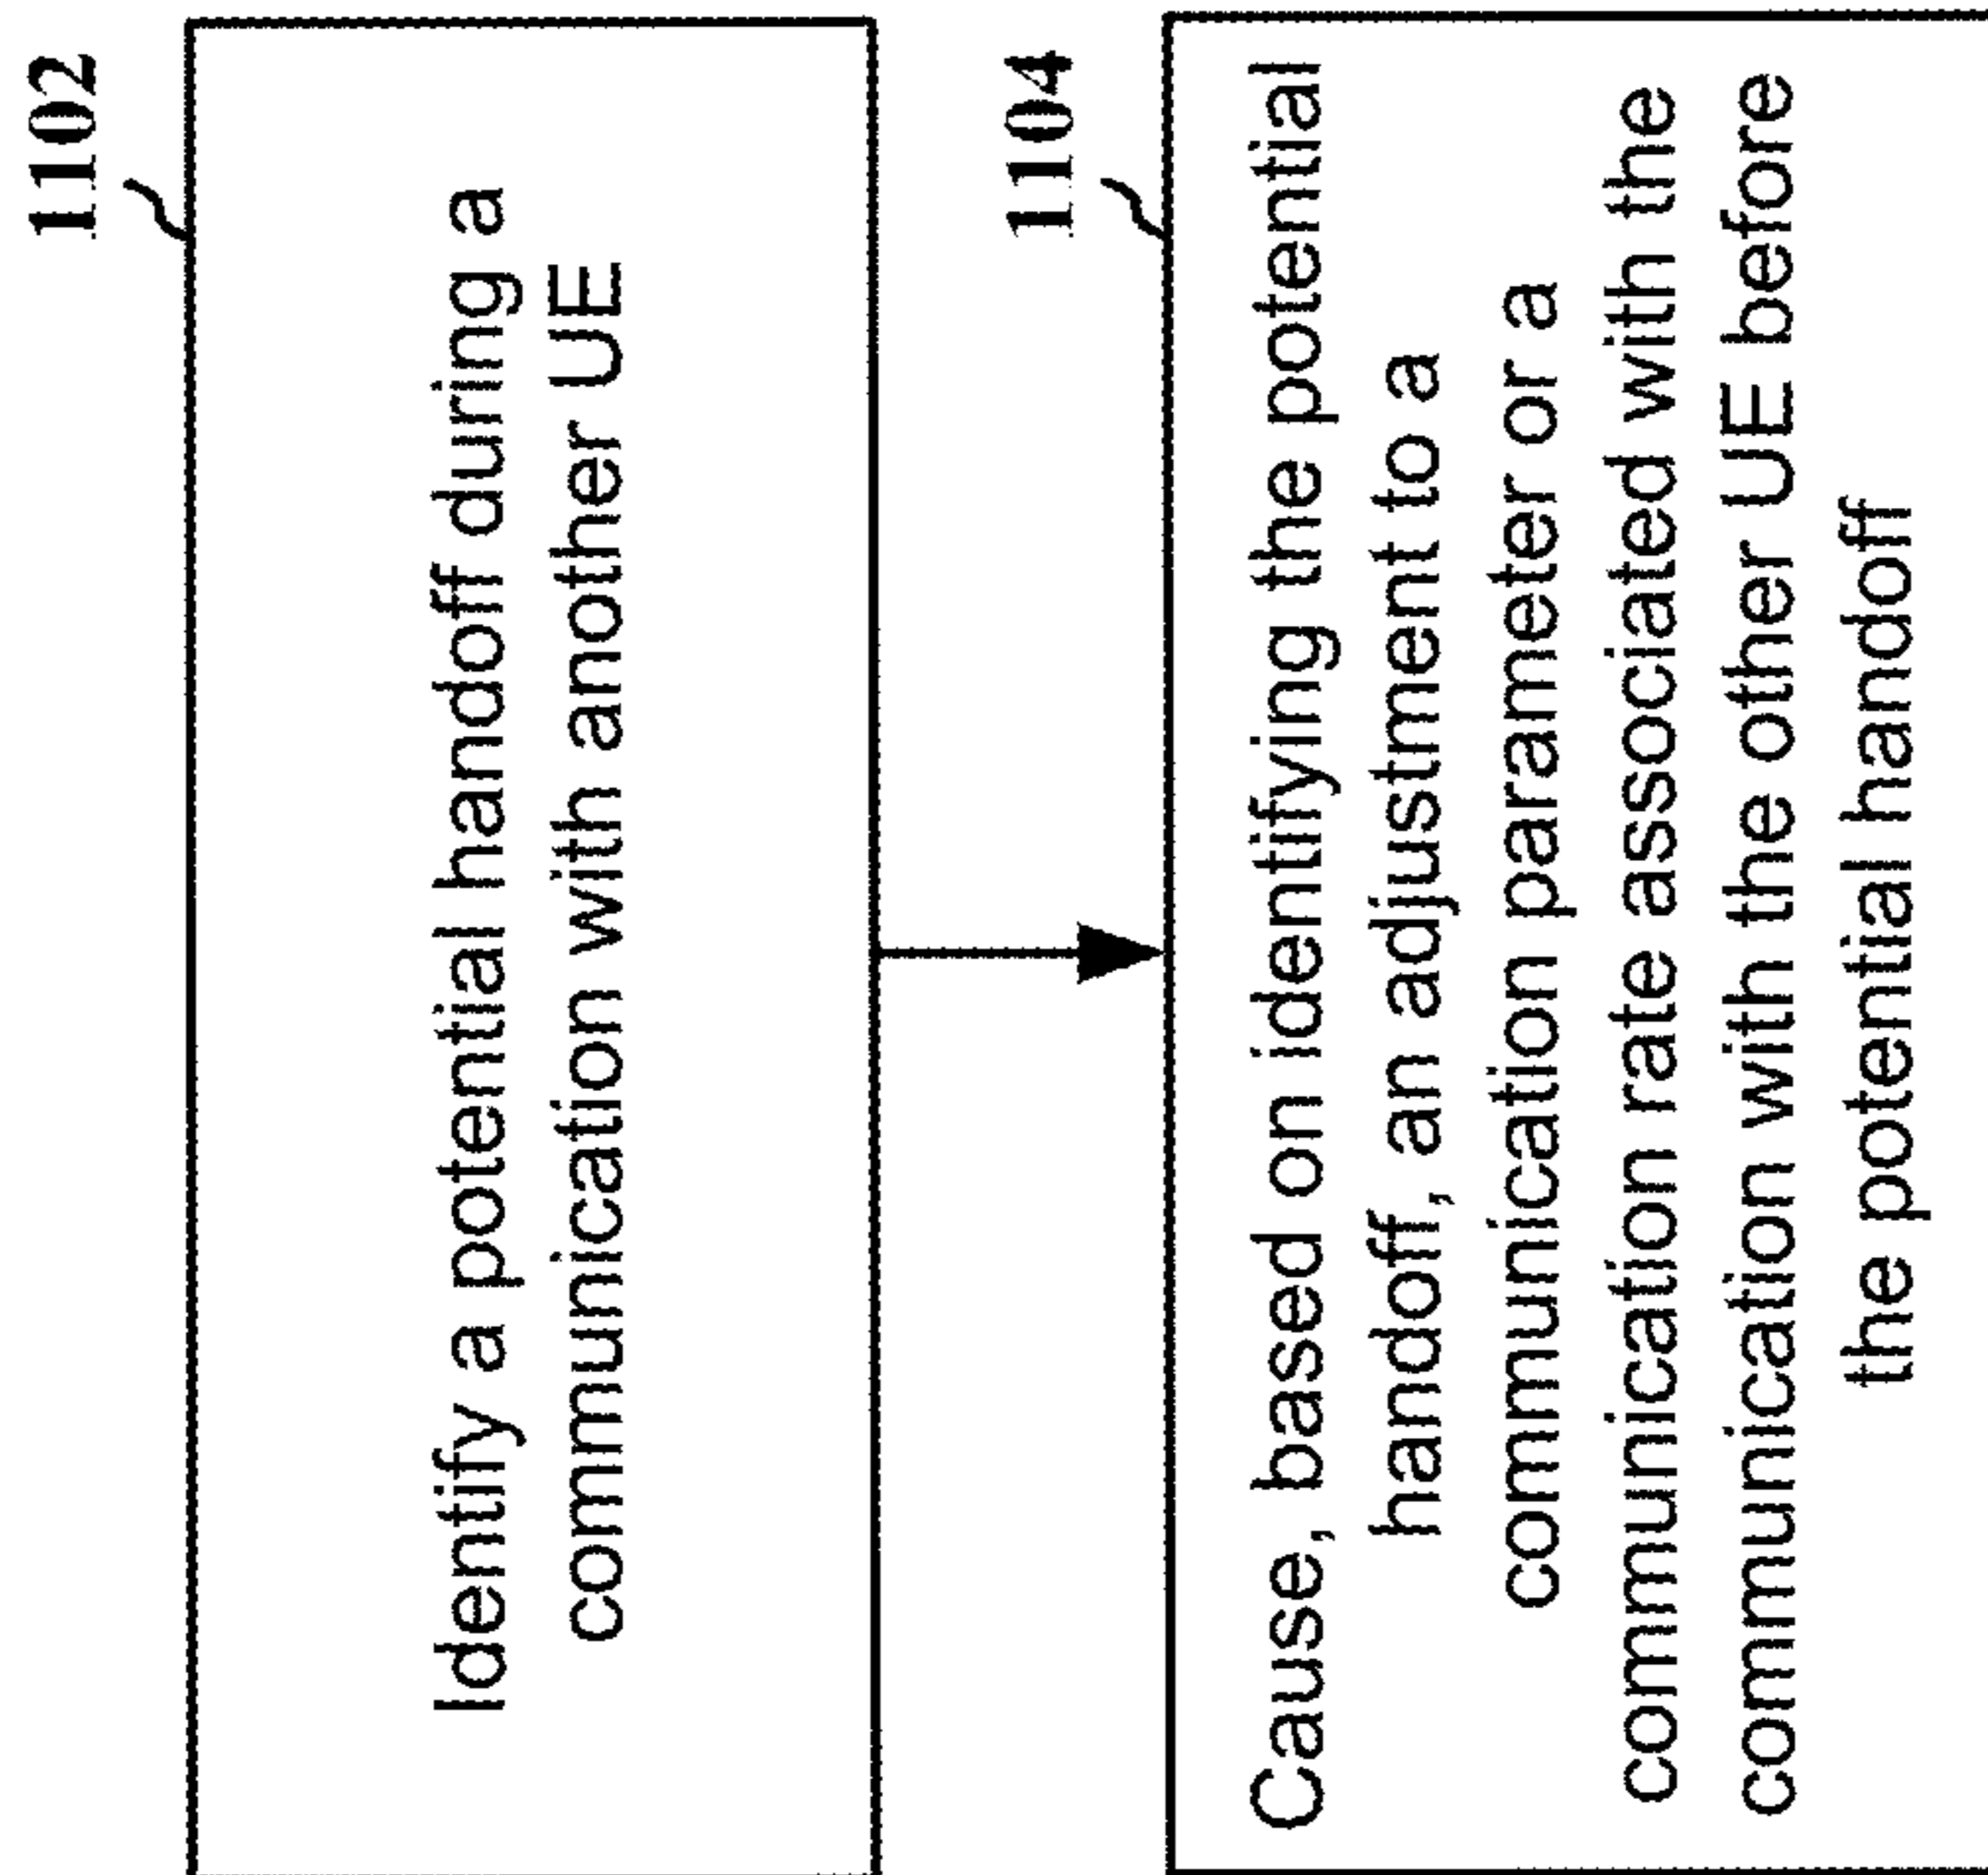 1102
Identify a potential handoff during a
communication with another UE
1104
Cause, based on identifying the potential
handoff, an adjustment to a
communication parameter or a
communication rate associated with the
communication with the other UE before
the potential handoff